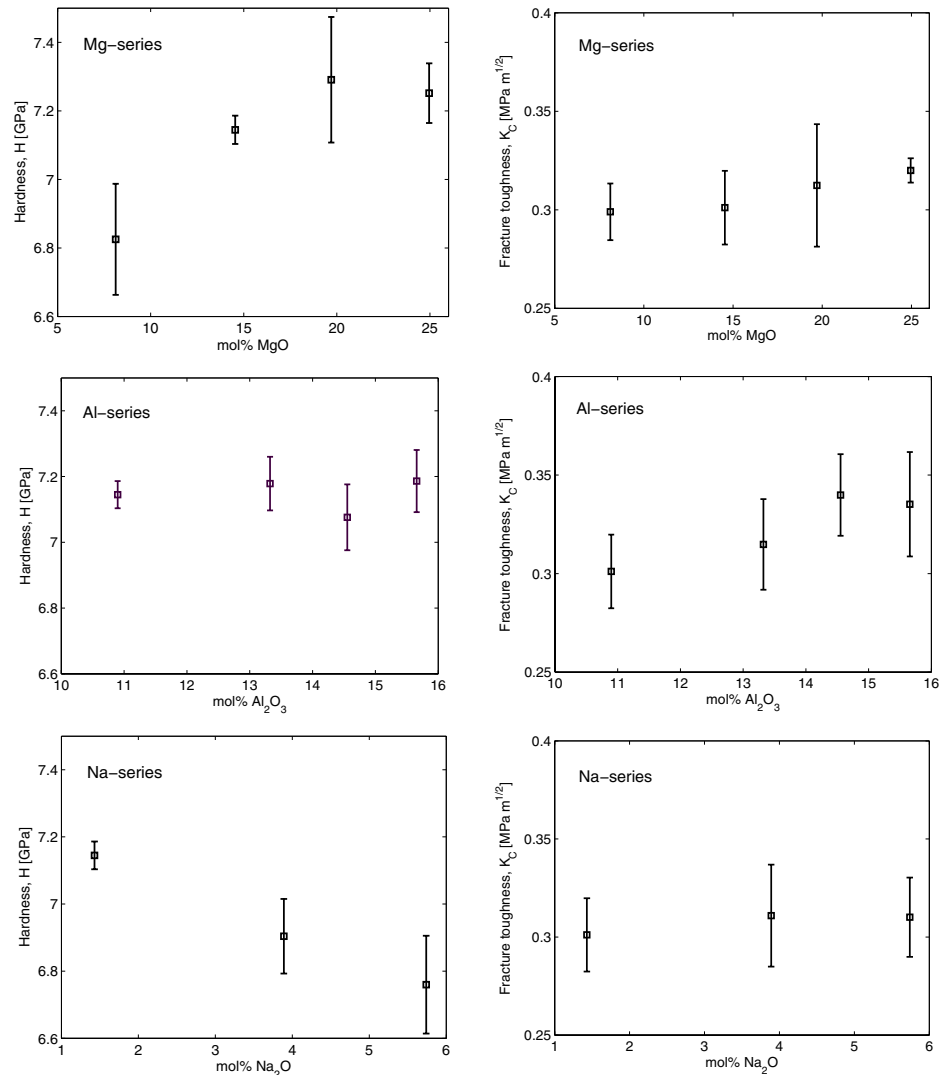 7.4
7.2
7
6.8
6.6
Hardness, H [GPa]
Mg−series
5 10 15 20 25
mol% MgO
0.4
0.35
0.3
0.25
Fracture toughness, K_C [MPa m^1/2]
Mg−series
5 10 15 20 25
mol% MgO
7.4
7.2
7
6.8
6.6
Hardness, H [GPa]
Al−series
10 11 12 13 14 15 16
mol% Al₂O₃
0.4
0.35
0.3
0.25
Fracture toughness, K_C [MPa m^1/2]
Al−series
10 11 12 13 14 15 16
mol% Al₂O₃
7.4
7.2
7
6.8
6.6
Hardness, H [GPa]
Na−series
1 2 3 4 5 6
mol% Na₂O
0.4
0.35
0.3
0.25
Fracture toughness, K_C [MPa m^1/2]
Na−series
1 2 3 4 5 6
mol% Na₂O